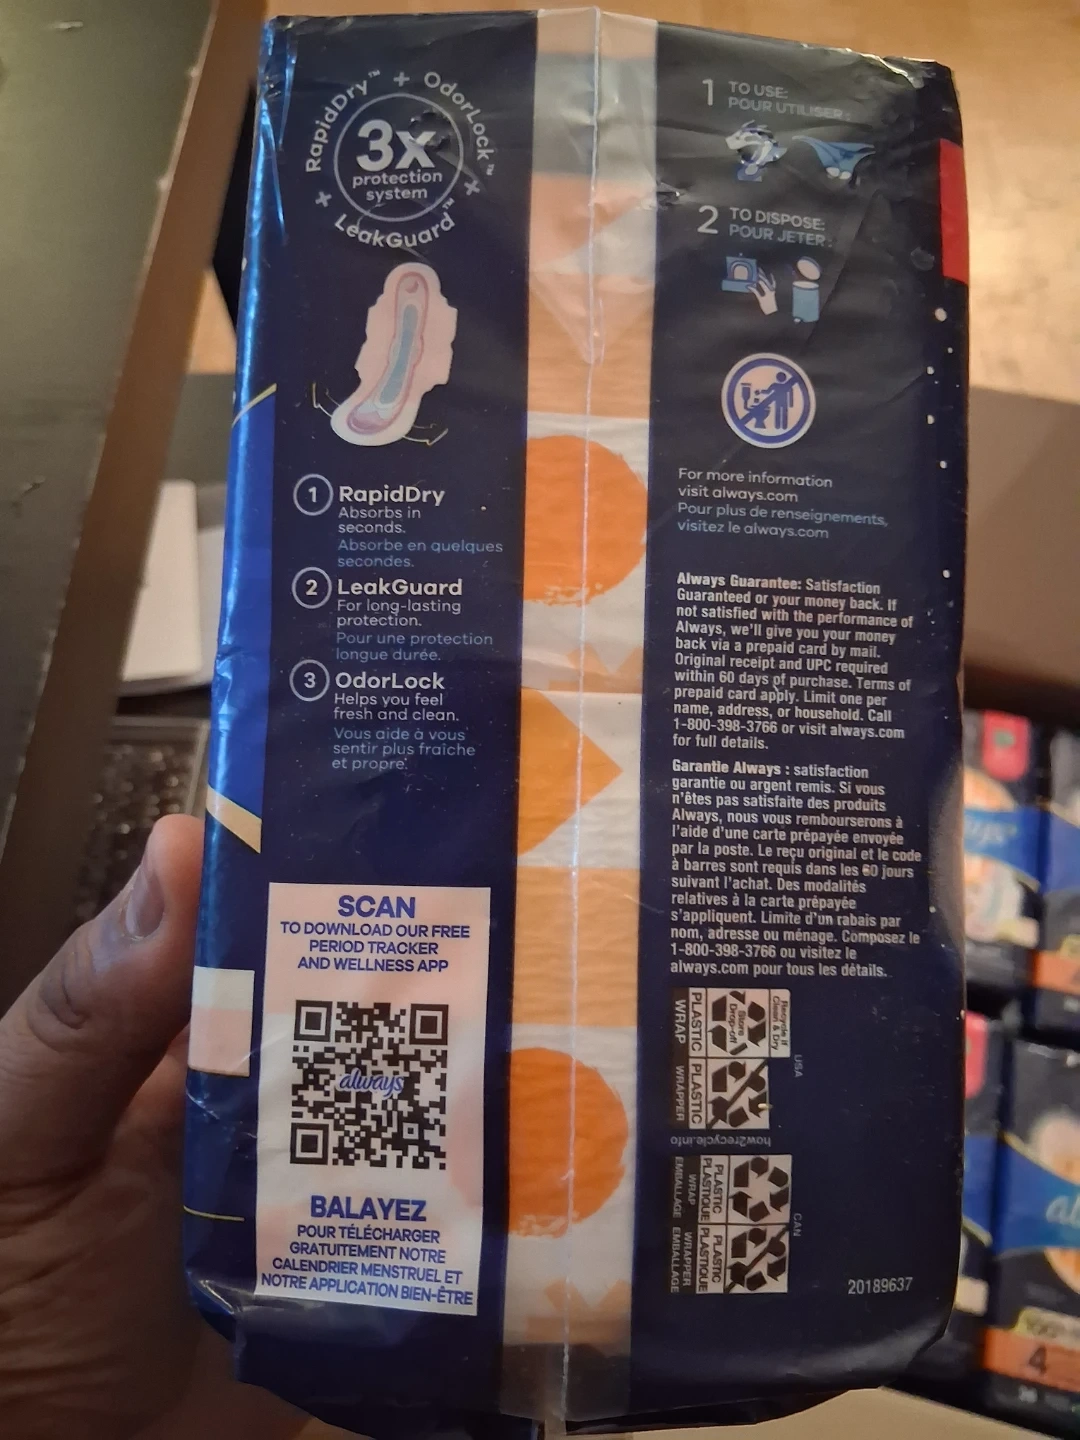 RapidDry™ + OdorLock™ + LeakGuard™ +
3x
protection
system
1 RapidDry
Absorbs in
seconds.
Absorbe en quelques
secondes.
2 LeakGuard
For long-lasting
protection.
Pour une protection
longue durée.
3 OdorLock
Helps you feel
fresh and clean.
Vous aide à vous
sentir plus fraîche
et propre.
SCAN
TO DOWNLOAD OUR FREE
PERIOD TRACKER
AND WELLNESS APP
always
BALAYEZ
POUR TÉLÉCHARGER
GRATUITEMENT NOTRE
CALENDRIER MENSTRUEL ET
NOTRE APPLICATION BIEN-ÊTRE
1 TO USE:
POUR UTILISER:
2 TO DISPOSE:
POUR JETER:
For more information
visit always.com
Pour plus de renseignements,
visitez le always.com
Always Guarantee: Satisfaction
Guaranteed or your money back. If
not satisfied with the performance of
Always, we'll give you your money
back via a prepaid card by mail.
Original receipt and UPC required
within 60 days of purchase. Terms of
prepaid card apply. Limit one per
name, address, or household. Call
1-800-398-3766 or visit always.com
for full details.
Garantie Always : satisfaction
garantie ou argent remis. Si vous
n'êtes pas satisfaite des produits
Always, nous vous rembourserons à
l'aide d'une carte prépayée envoyée
par la poste. Le reçu original et le code
à barres sont requis dans les 60 jours
suivant l'achat. Des modalités
relatives à la carte prépayée
s'appliquent. Limite d'un rabais par
nom, adresse ou ménage. Composez le
1-800-398-3766 ou visitez le
always.com pour tous les détails.
Recycle if
Clean & Dry
Store
Drop-off
PLASTIC
WRAP
PLASTIC
WRAPPER
USA
how2recycle.info
PLASTIC
PLASTIQUE
WRAP
EMBALLAGE
PLASTIC
PLASTIQUE
WRAPPER
EMBALLAGE
CAN
20189637
4